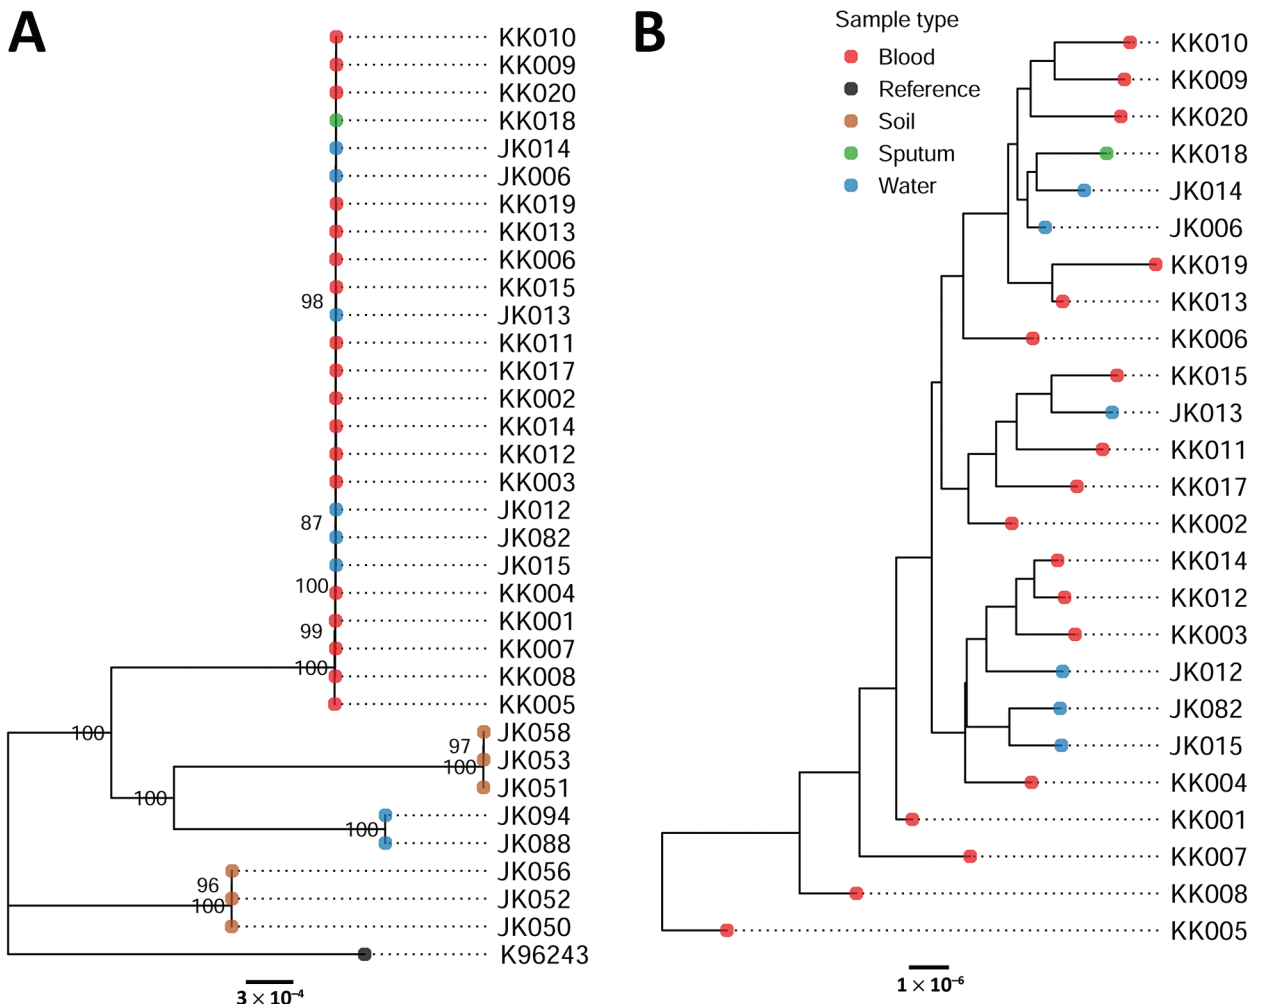 A
KK010
KK009
KK020
KK018
JK014
JK006
KK019
KK013
KK006
KK015
98
JK013
KK011
KK017
KK002
KK014
KK012
KK003
JK012
87
JK082
JK015
100
KK004
KK001
99
KK007
100
KK008
KK005
100
JK058
97
JK053
100
JK051
100
JK094
100
JK088
JK056
96
JK052
100
JK050
K96243
3 × 10⁻⁴
B
Sample type
Blood
Reference
Soil
Sputum
Water
KK010
KK009
KK020
KK018
JK014
JK006
KK019
KK013
KK006
KK015
JK013
KK011
KK017
KK002
KK014
KK012
KK003
JK012
JK082
JK015
KK004
KK001
KK007
KK008
KK005
1 × 10⁻⁶